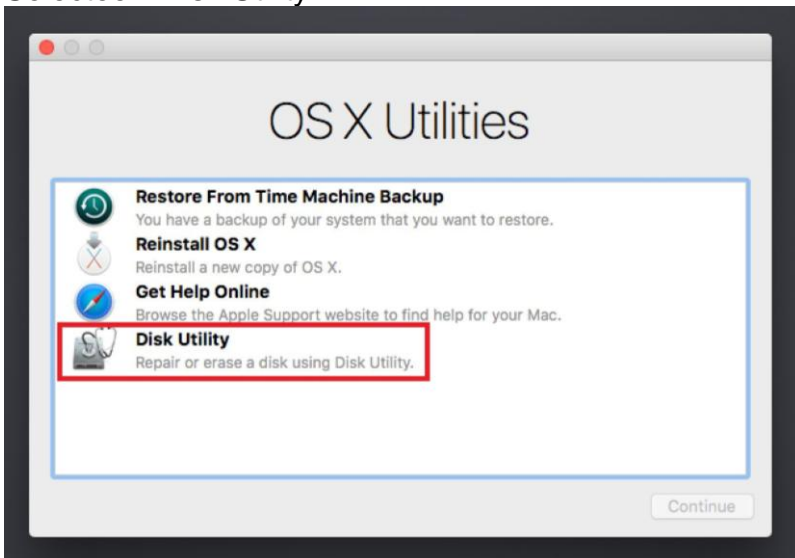 OS X Utilities
Restore From Time Machine Backup
You have a backup of your system that you want to restore.
Reinstall OS X
Reinstall a new copy of OS X.
Get Help Online
Browse the Apple Support website to find help for your Mac.
Disk Utility
Repair or erase a disk using Disk Utility.
Continue